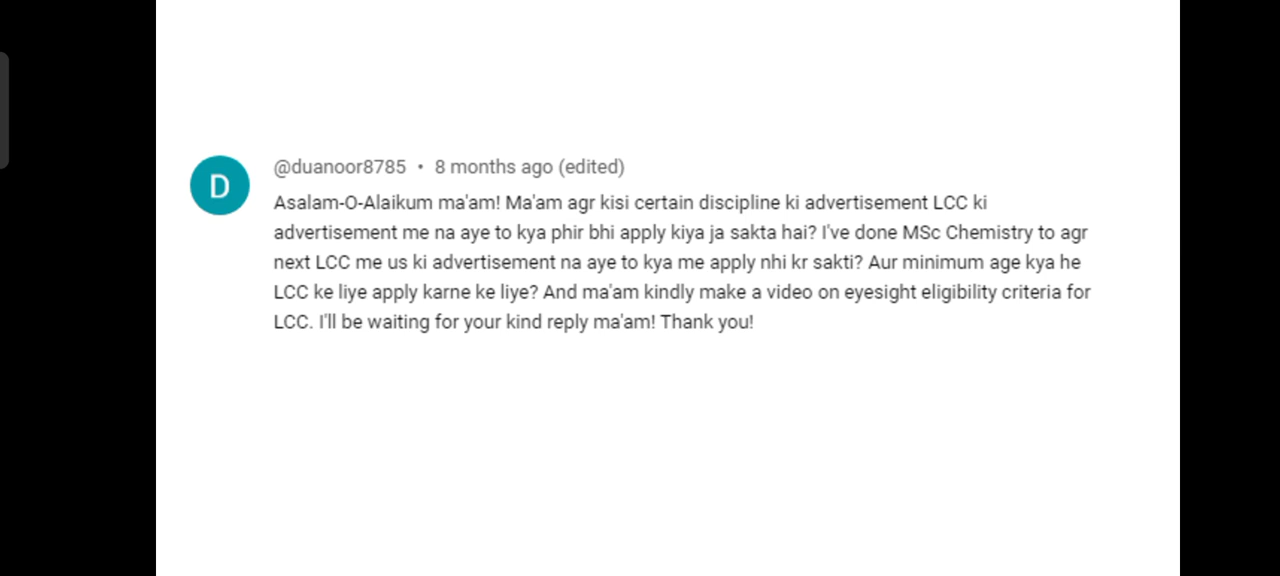 D
@duanoor8785 • 8 months ago (edited)
Asalam-O-Alaikum ma'am! Ma'am agr kisi certain discipline ki advertisement LCC ki
advertisement me na aye to kya phir bhi apply kiya ja sakta hai? I've done MSc Chemistry to agr
next LCC me us ki advertisement na aye to kya me apply nhi kr sakti? Aur minimum age kya he
LCC ke liye apply karne ke liye? And ma'am kindly make a video on eyesight eligibility criteria for
LCC. I'll be waiting for your kind reply ma'am! Thank you!